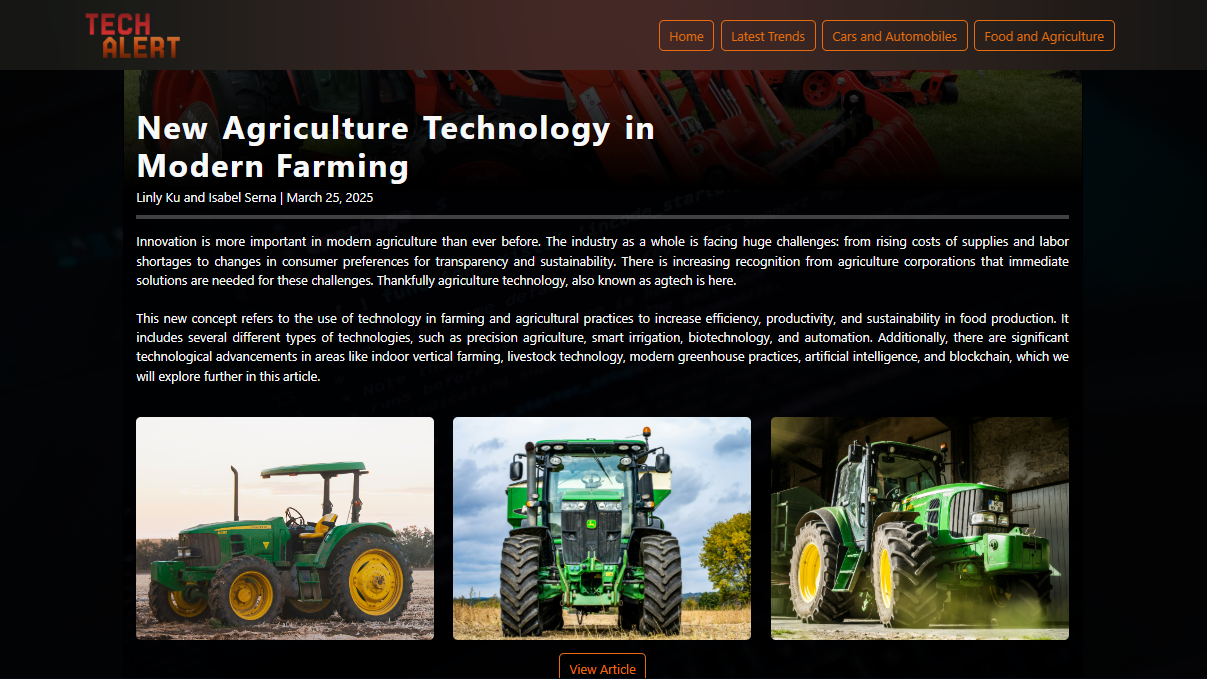 TECH
ALERT
Home
Latest Trends
Cars and Automobiles
Food and Agriculture
New Agriculture Technology in
Modern Farming
Linly Ku and Isabel Serna | March 25, 2025
Innovation is more important in modern agriculture than ever before. The industry as a whole is facing huge challenges: from rising costs of supplies and labor
shortages to changes in consumer preferences for transparency and sustainability. There is increasing recognition from agriculture corporations that immediate
solutions are needed for these challenges. Thankfully agriculture technology, also known as agtech is here.
This new concept refers to the use of technology in farming and agricultural practices to increase efficiency, productivity, and sustainability in food production. It
includes several different types of technologies, such as precision agriculture, smart irrigation, biotechnology, and automation. Additionally, there are significant
technological advancements in areas like indoor vertical farming, livestock technology, modern greenhouse practices, artificial intelligence, and blockchain, which we
will explore further in this article.
View Article